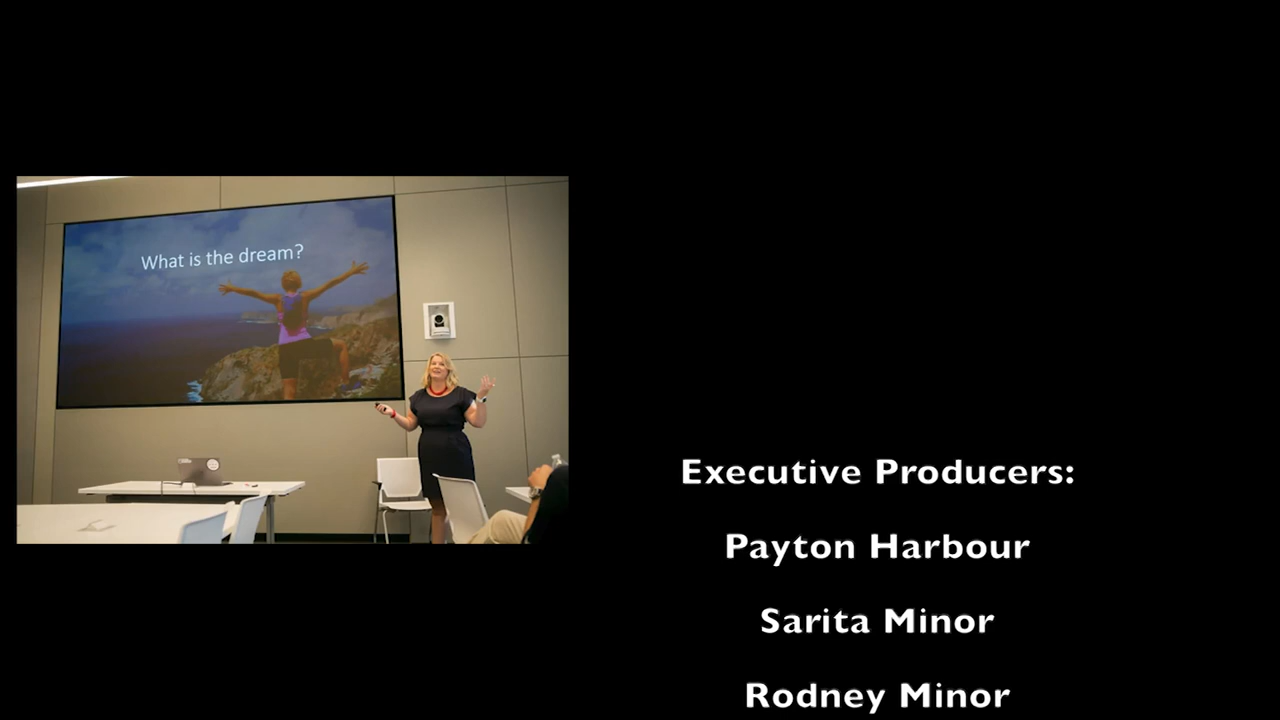 What is the dream?
Executive Producers:
Payton Harbour
Sarita Minor
Rodney Minor